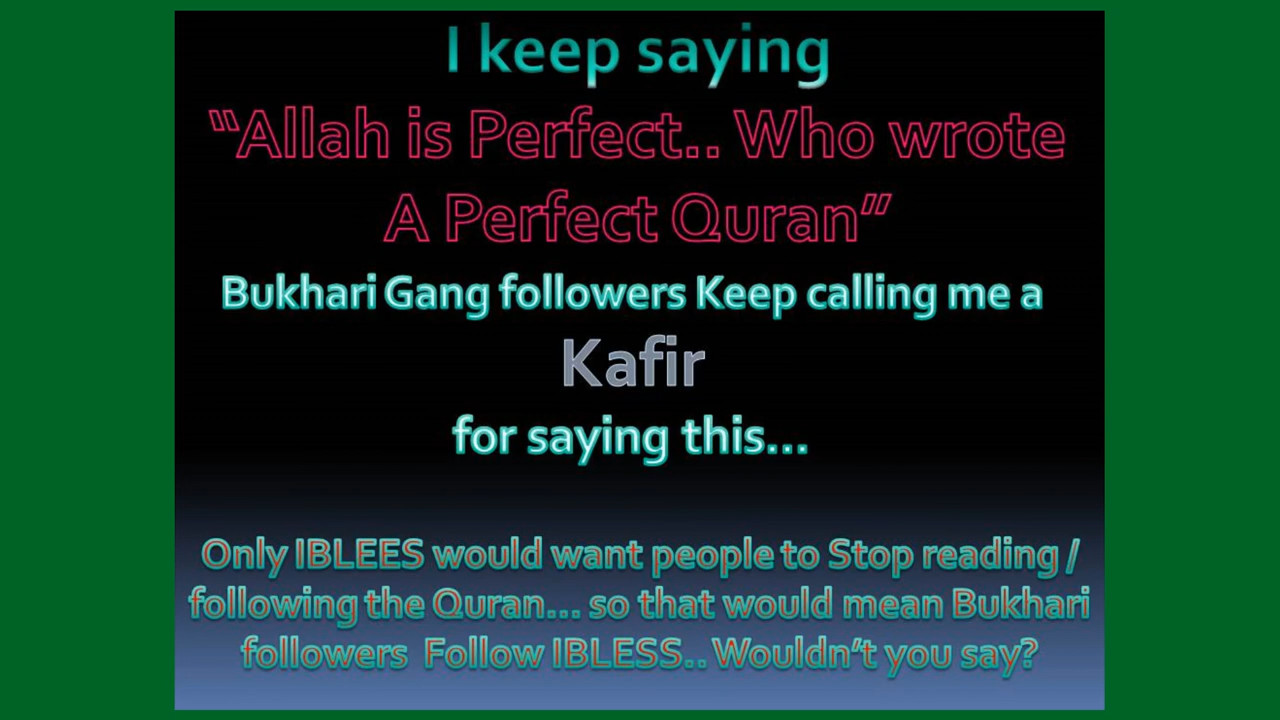 I keep saying
“Allah is Perfect.. Who wrote
A Perfect Quran”
Bukhari Gang followers Keep calling me a
Kafir
for saying this...
Only IBLEES would want people to Stop reading /
following the Quran... so that would mean Bukhari
followers Follow IBLESS.. Wouldn’t you say?